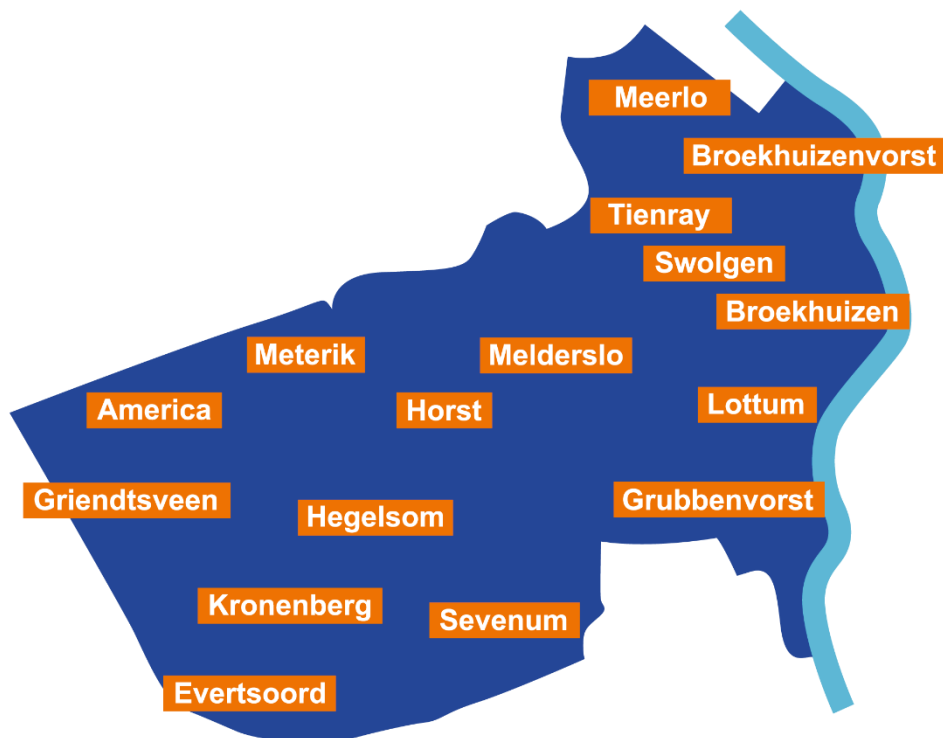 Meerlo
Broekhuizenvorst
Tienray
Swolgen
Broekhuizen
Meterik
Melderslo
America
Horst
Lottum
Griendtsveen
Hegelsom
Grubbenvorst
Kronenberg
Sevenum
Evertsoord